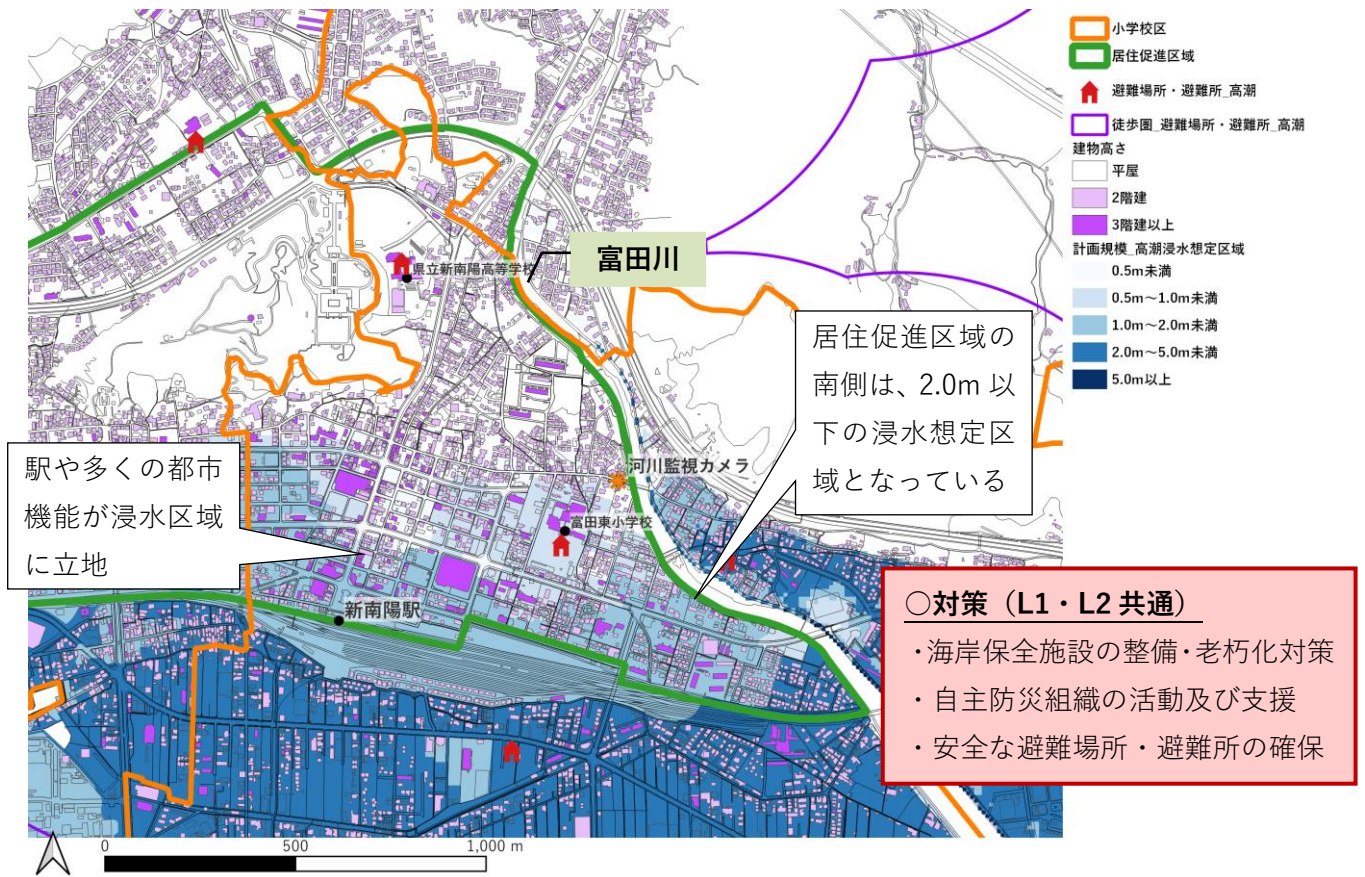 小学校区
居住促進区域
避難場所・避難所_高潮
徒歩圏_避難場所・避難所_高潮
建物高さ
平屋
2階建
3階建以上
計画規模_高潮浸水想定区域
0.5m未満
0.5m～1.0m未満
1.0m～2.0m未満
2.0m～5.0m未満
5.0m以上
富田川
県立新南陽高等学校
居住促進区域の
南側は、2.0m 以
下の浸水想定区
域となっている
駅や多くの都市
機能が浸水区域
に立地
河川監視カメラ
富田東小学校
新南陽駅
○対策（L1・L2 共通）
・海岸保全施設の整備・老朽化対策
・自主防災組織の活動及び支援
・安全な避難場所・避難所の確保
0 500 1,000 m